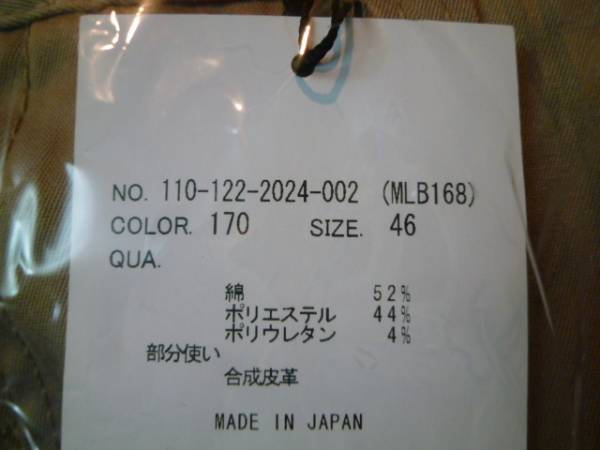 NO. 110-122-2024-002 (MLB168)
COLOR. 170 SIZE. 46
QUA.
綿 52%
ポリエステル 44%
ポリウレタン 4%
部分使い
合成皮革
MADE IN JAPAN